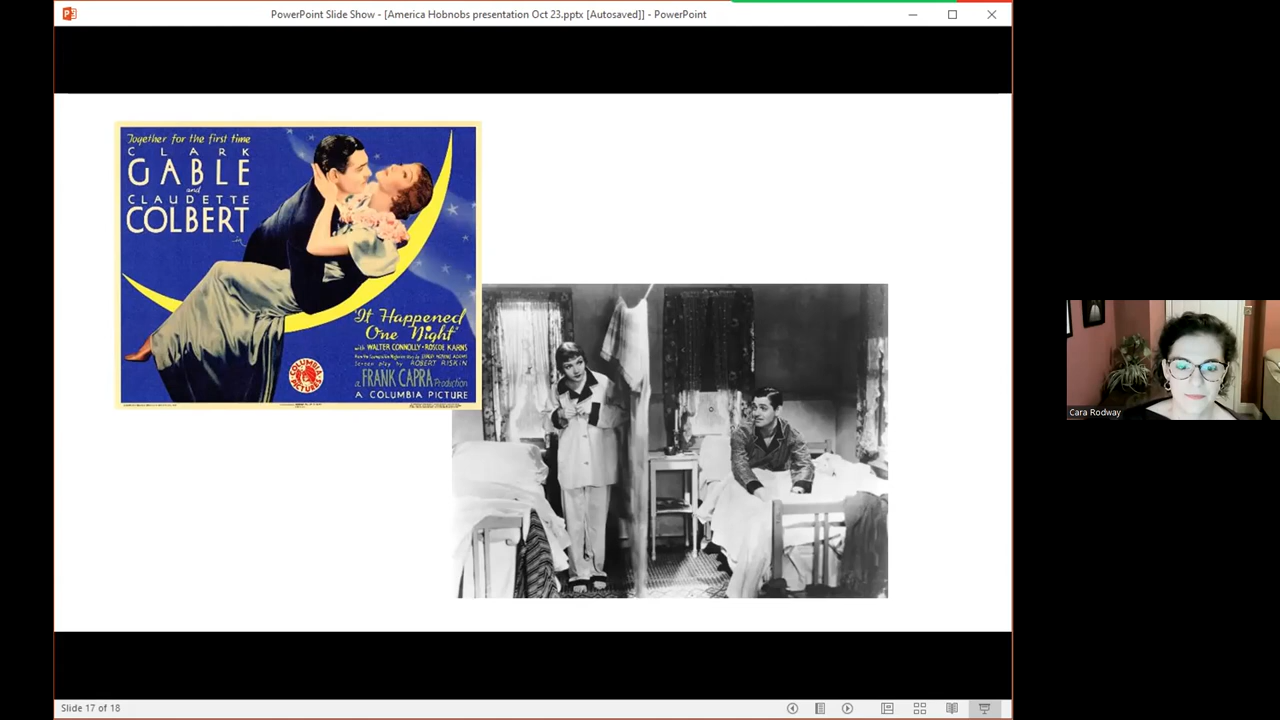 PowerPoint Slide Show - [America Hobnobs presentation Oct 23.pptx [Autosaved]] - PowerPoint
Together for the first time
CLARK
GABLE
and
CLAUDETTE
COLBERT
in
"It Happened
One Night"
with WALTER CONNOLLY · ROSCOE KARNS
Screen play by ROBERT RISKIN
a FRANK CAPRA Production
A COLUMBIA PICTURE
COLUMBIA
PICTURES
Cara Rodway
Slide 17 of 18